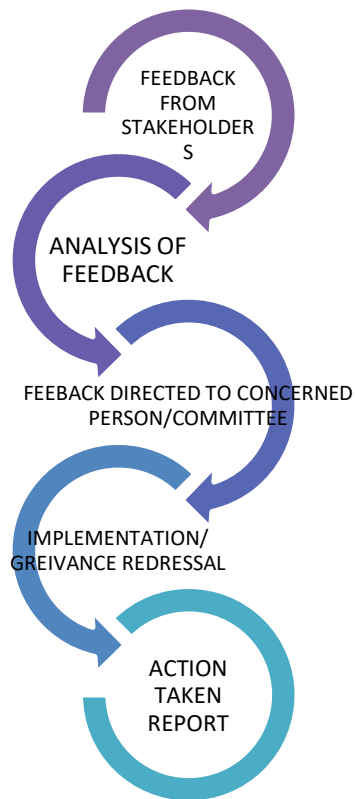 FEEDBACK
FROM
STAKEHOLDER
S
ANALYSIS OF
FEEDBACK
FEEBACK DIRECTED TO CONCERNED
PERSON/COMMITTEE
IMPLEMENTATION/
GREIVANCE REDRESSAL
ACTION
TAKEN
REPORT